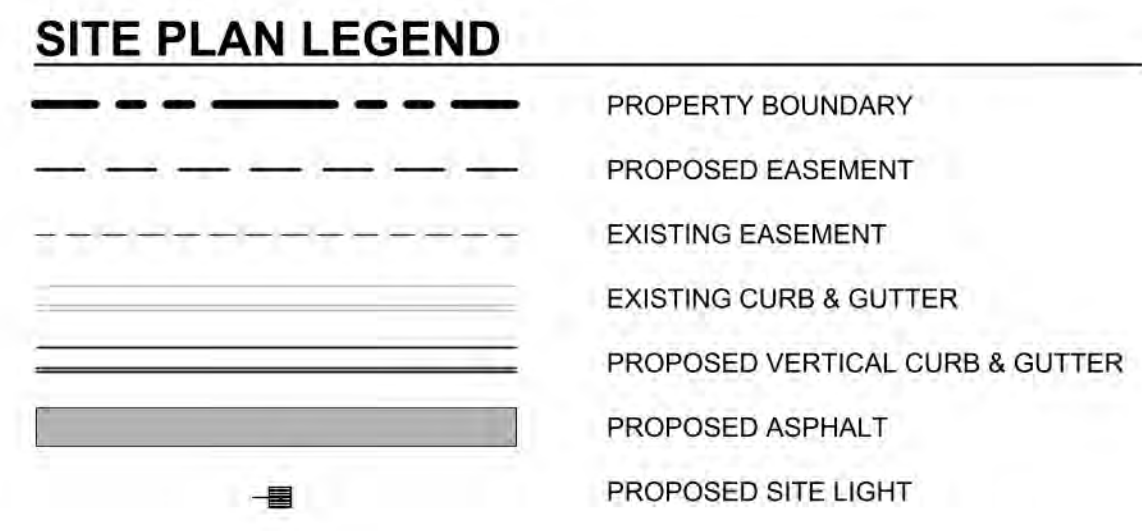 SITE PLAN LEGEND
PROPERTY BOUNDARY
PROPOSED EASEMENT
EXISTING EASEMENT
EXISTING CURB & GUTTER
PROPOSED VERTICAL CURB & GUTTER
PROPOSED ASPHALT
PROPOSED SITE LIGHT